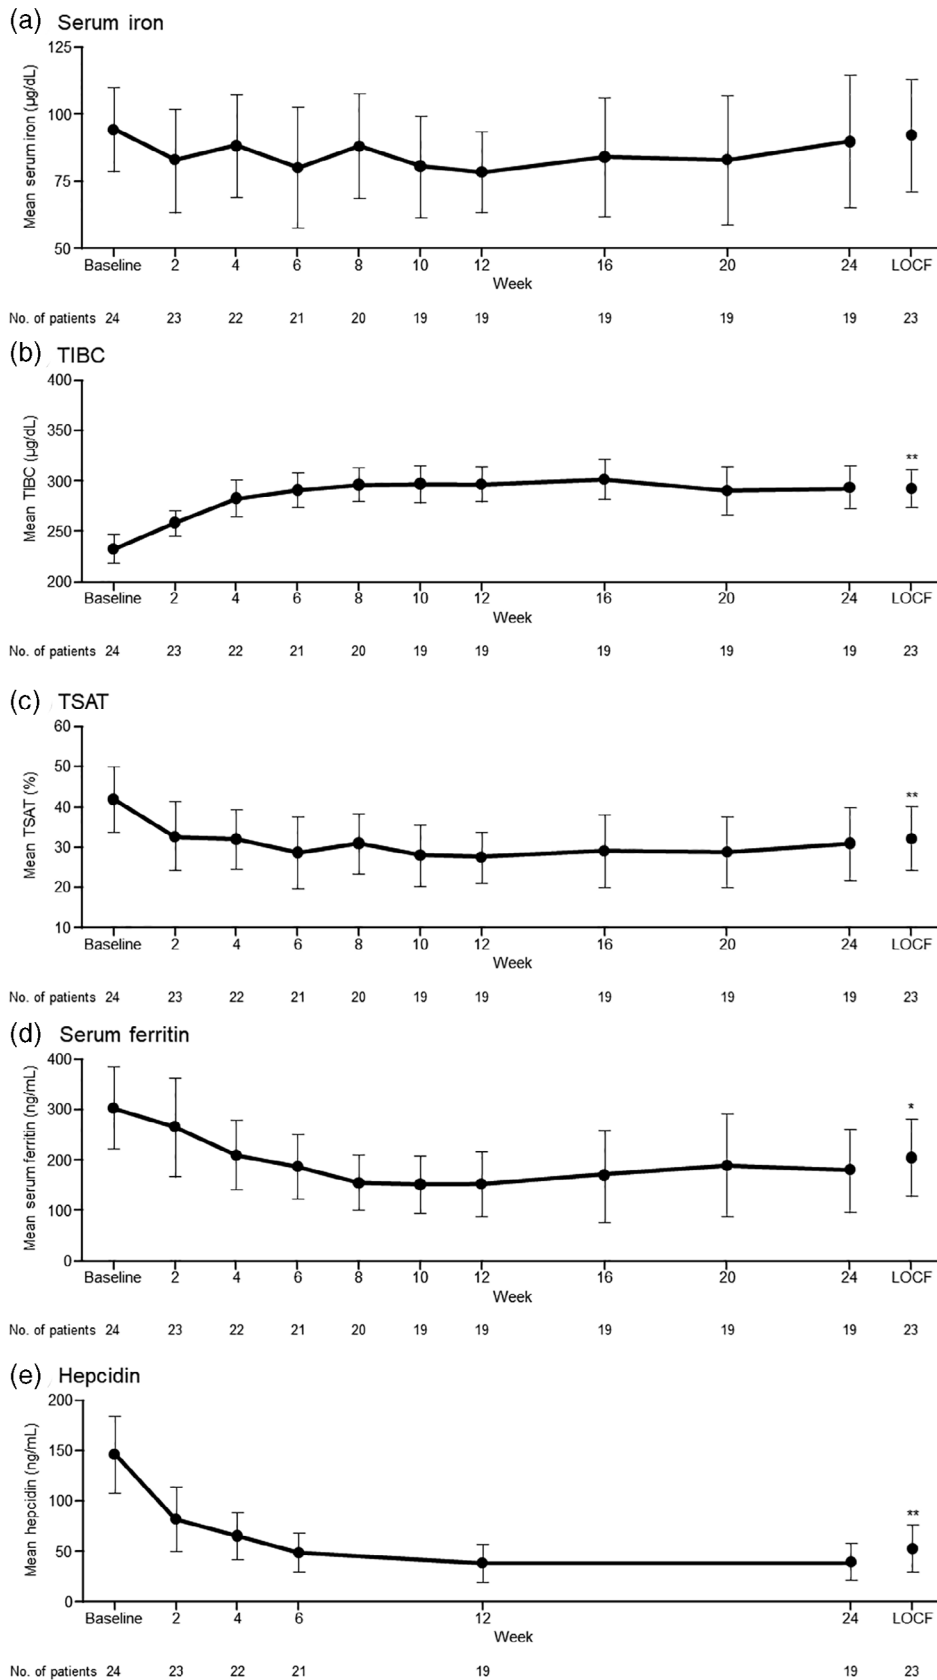 (a) Serum iron
Mean serum iron (µg/dL)
125
100
75
50
Baseline 2 4 6 8 10 12 16 20 24 LOCF
Week
No. of patients 24 23 22 21 20 19 19 19 19 19 23
(b) TIBC
Mean TIBC (µg/dL)
400
350
300
250
200
**
Baseline 2 4 6 8 10 12 16 20 24 LOCF
Week
No. of patients 24 23 22 21 20 19 19 19 19 19 23
(c) TSAT
Mean TSAT (%)
60
50
40
30
20
10
**
Baseline 2 4 6 8 10 12 16 20 24 LOCF
Week
No. of patients 24 23 22 21 20 19 19 19 19 19 23
(d) Serum ferritin
Mean serum ferritin (ng/mL)
400
300
200
100
0
*
Baseline 2 4 6 8 10 12 16 20 24 LOCF
Week
No. of patients 24 23 22 21 20 19 19 19 19 19 23
(e) Hepcidin
Mean hepcidin (ng/mL)
200
150
100
50
0
**
Baseline 2 4 6 12 24 LOCF
Week
No. of patients 24 23 22 21 19 19 23